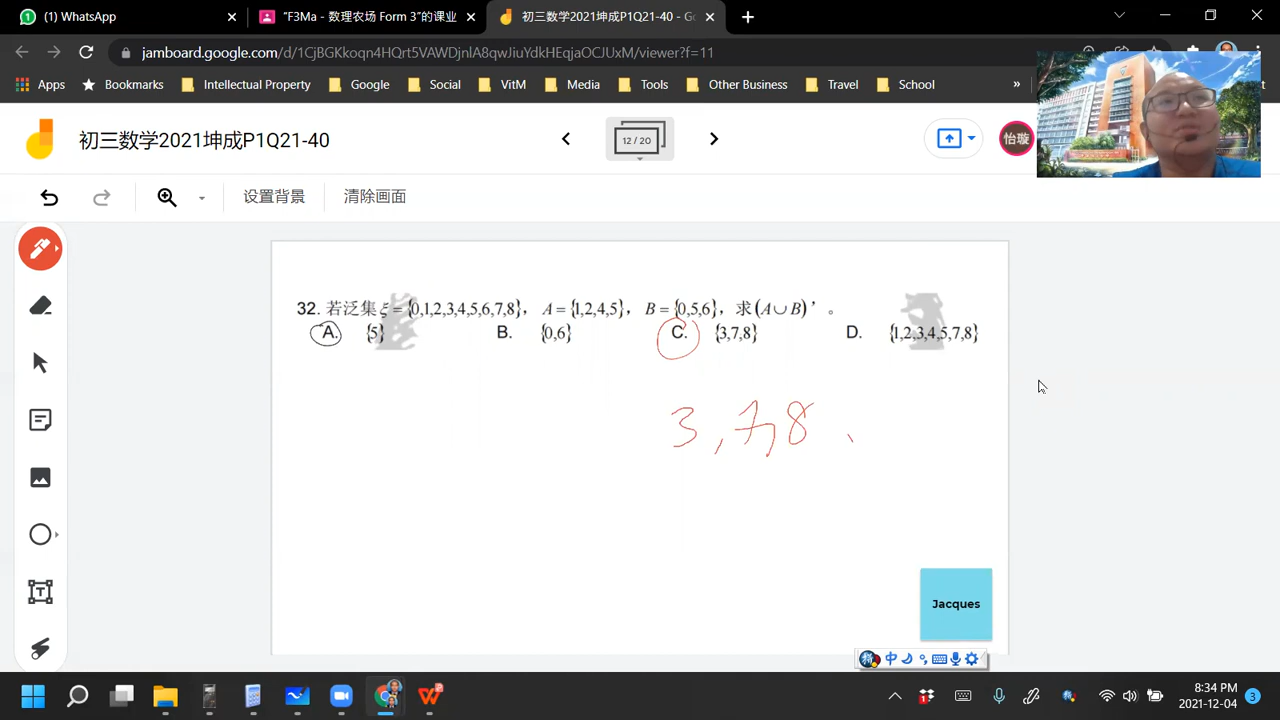 (1) WhatsApp
"F3Ma - 数理农场 Form 3"的课业
初三数学2021坤成P1Q21-40 - Go
jamboard.google.com/d/1CjBGKkoqn4HQrt5VAWDjnlA8qwJiuYdkHEqjaOCJUxM/viewer?f=11
Apps
Bookmarks
Intellectual Property
Google
Social
VitM
Media
Tools
Other Business
Travel
School
»
初三数学2021坤成P1Q21-40
12 / 20
怡璇
设置背景
清除画面
32. 若泛集 ξ = {0,1,2,3,4,5,6,7,8}, A = {1,2,4,5}, B = {0,5,6}, 求 (A∪B)'。
A. {5} B. {0,6} C. {3,7,8} D. {1,2,3,4,5,7,8}
3,7,8
Jacques
中
8:34 PM
2021-12-04
3